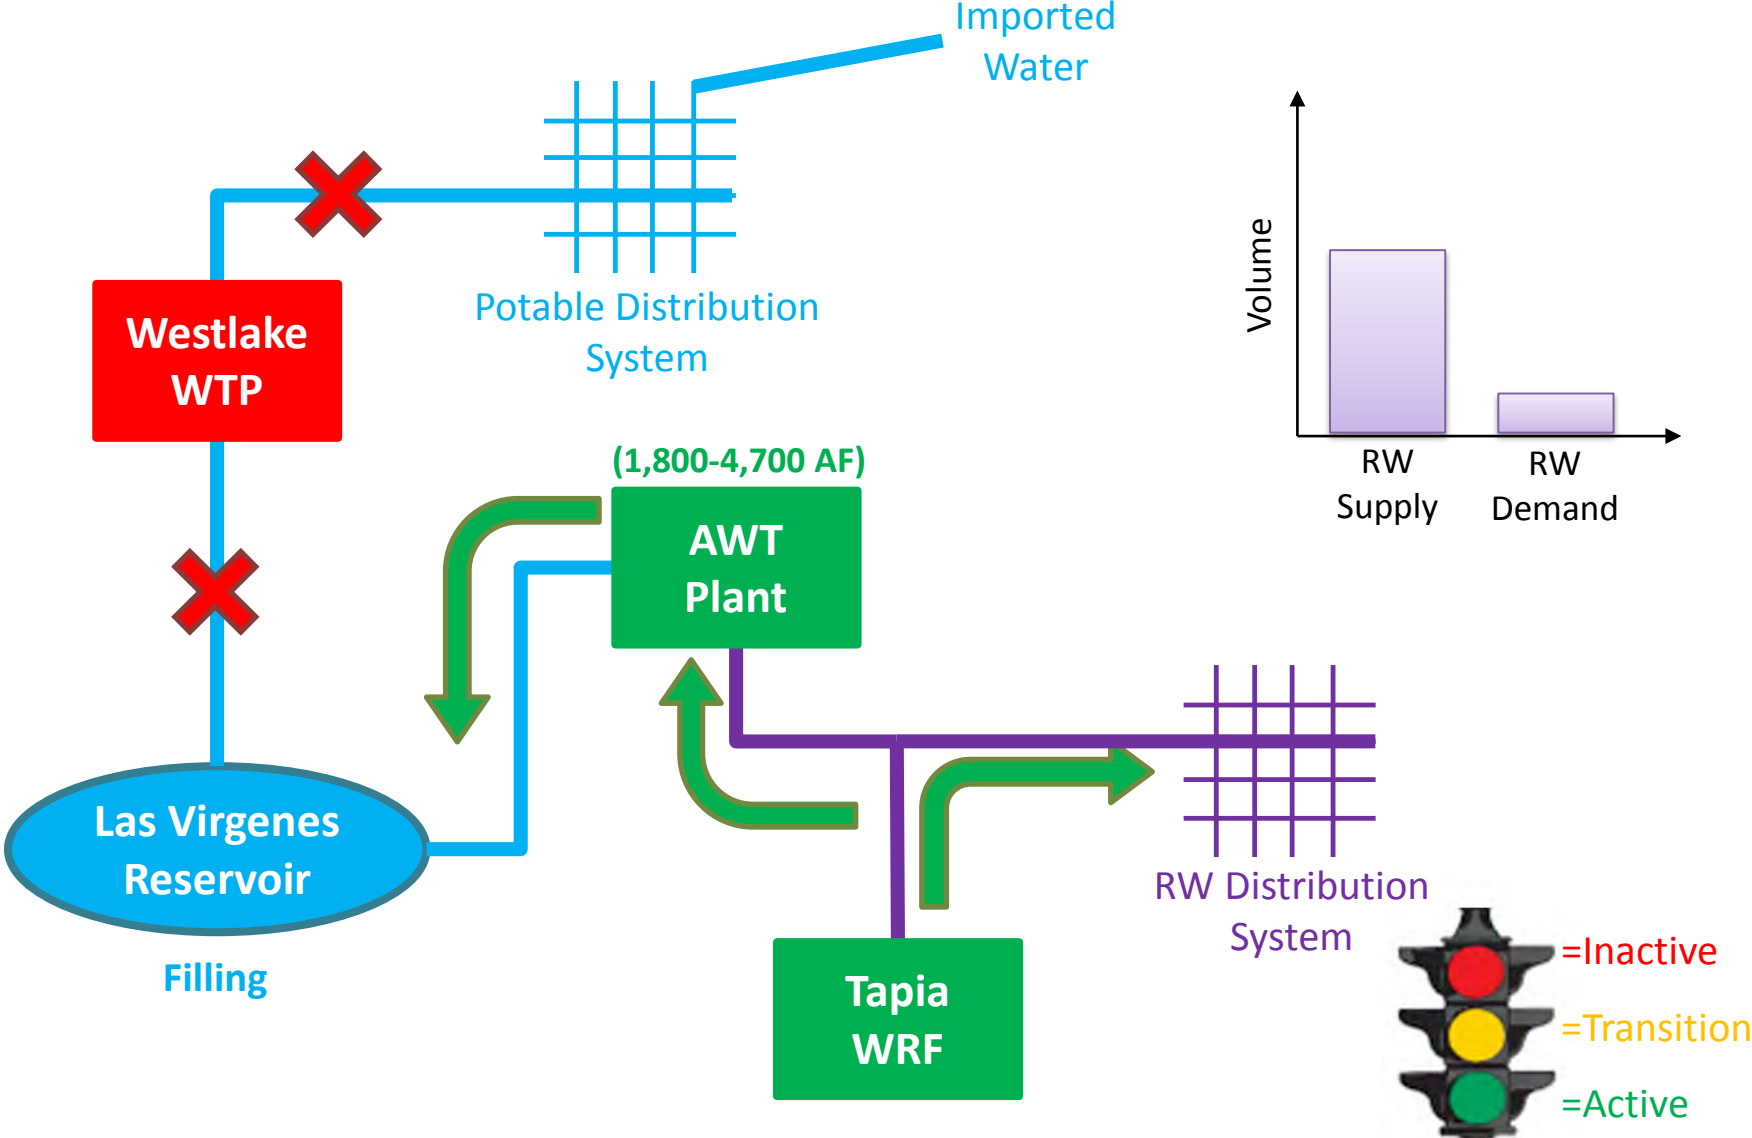 Imported
Water
Potable Distribution
System
Westlake
WTP
Volume
RW
Supply
RW
Demand
(1,800-4,700 AF)
AWT
Plant
Las Virgenes
Reservoir
Filling
RW Distribution
System
Tapia
WRF
=Inactive
=Transition
=Active